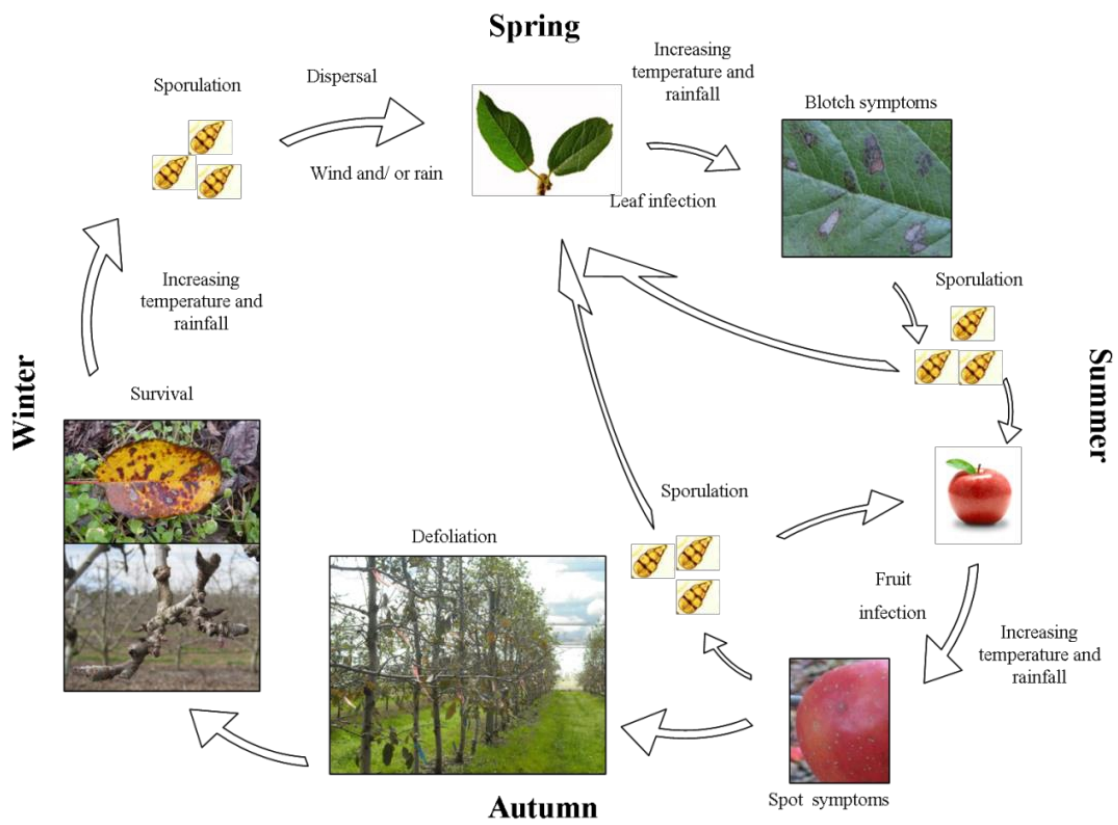 Spring
Sporulation
Dispersal
Wind and/ or rain
Increasing
temperature and
rainfall
Leaf infection
Blotch symptoms
Sporulation
Summer
Fruit
infection
Increasing
temperature and
rainfall
Spot symptoms
Sporulation
Defoliation
Autumn
Survival
Winter
Increasing
temperature and
rainfall